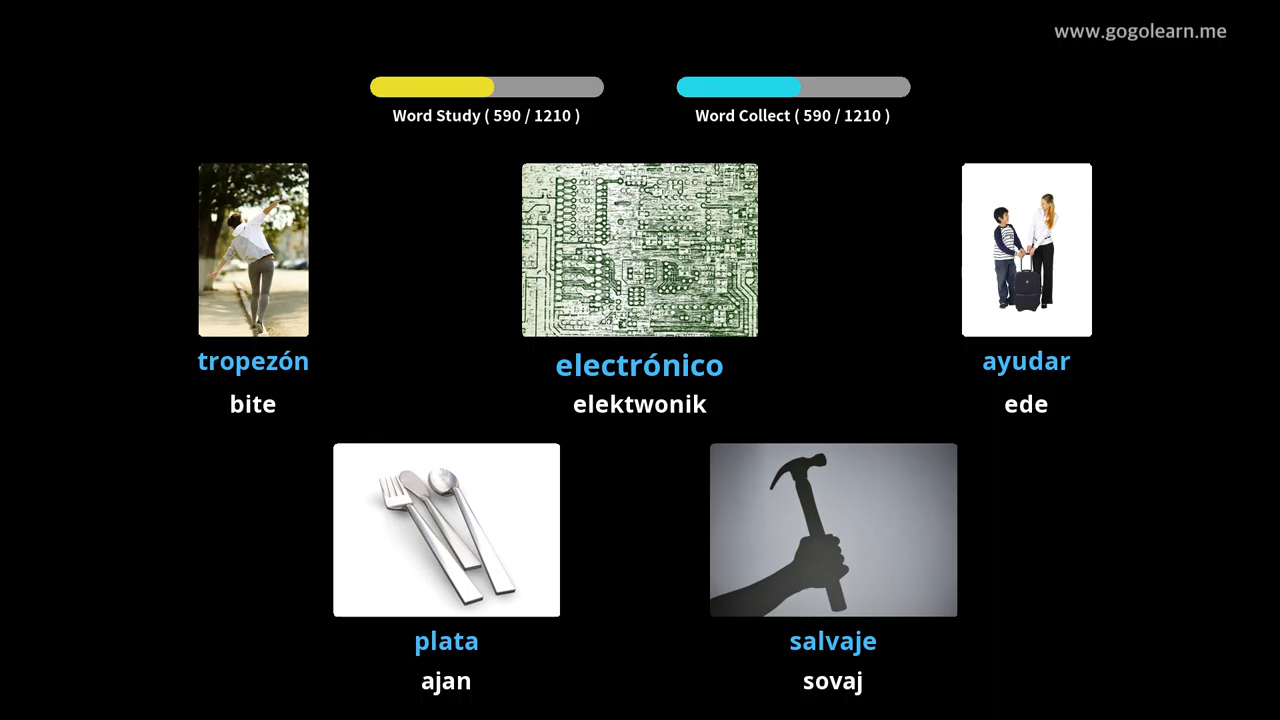 www.gogolearn.me
Word Study ( 590 / 1210 )
Word Collect ( 590 / 1210 )
tropezón
bite
electrónico
elektwonik
ayudar
ede
plata
ajan
salvaje
sovaj